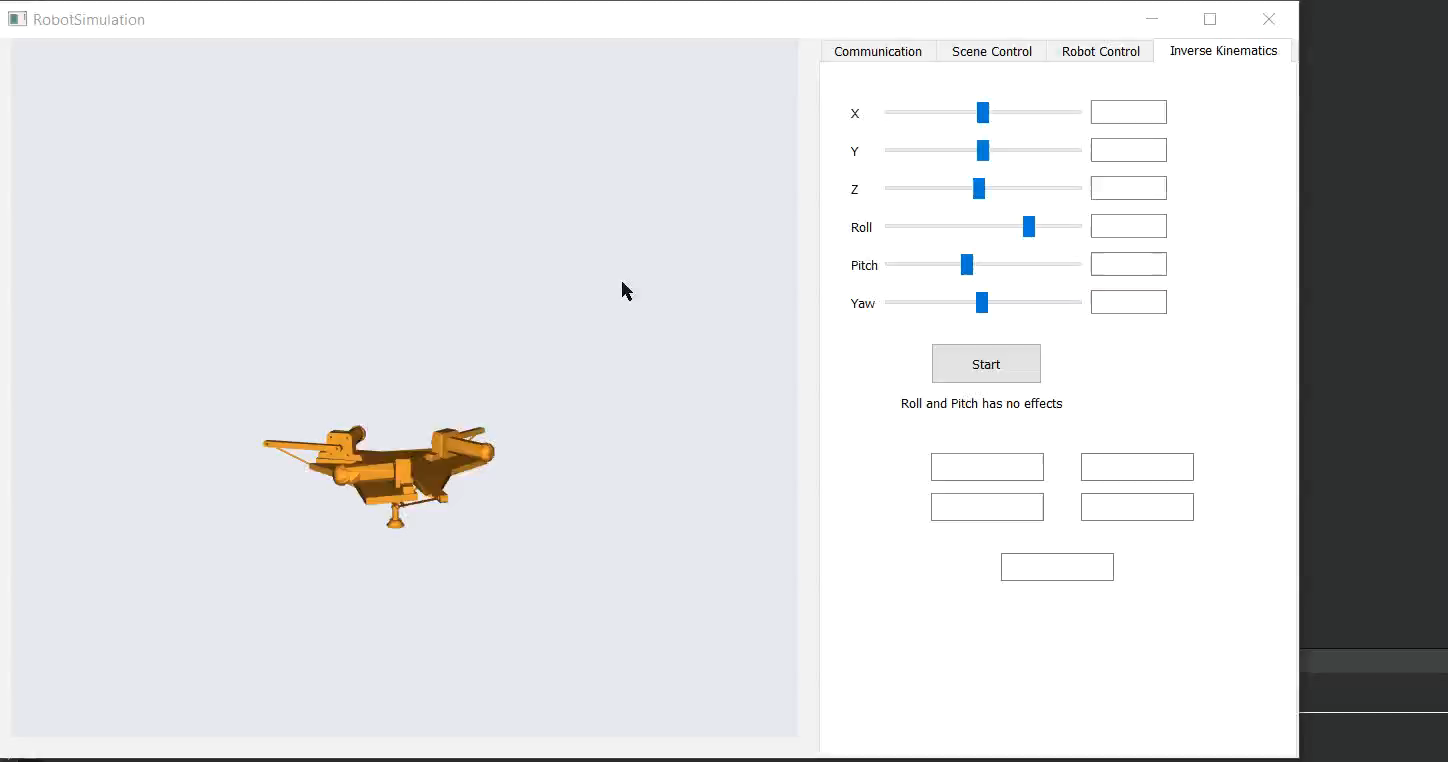 RobotSimulation
Communication Scene Control Robot Control Inverse Kinematics
X
Y
Z
Roll
Pitch
Yaw
Start
Roll and Pitch has no effects